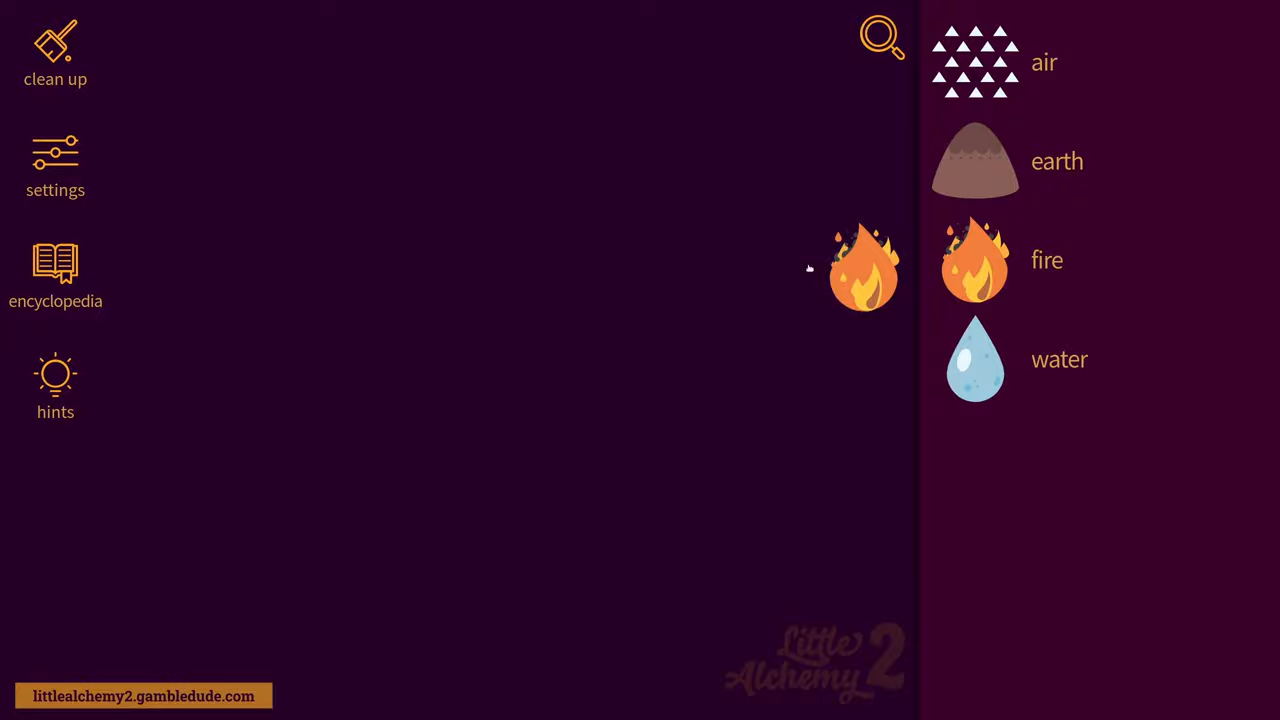 clean up
settings
encyclopedia
hints
air
earth
fire
water
Little
Alchemy 2
littlealchemy2.gambledude.com